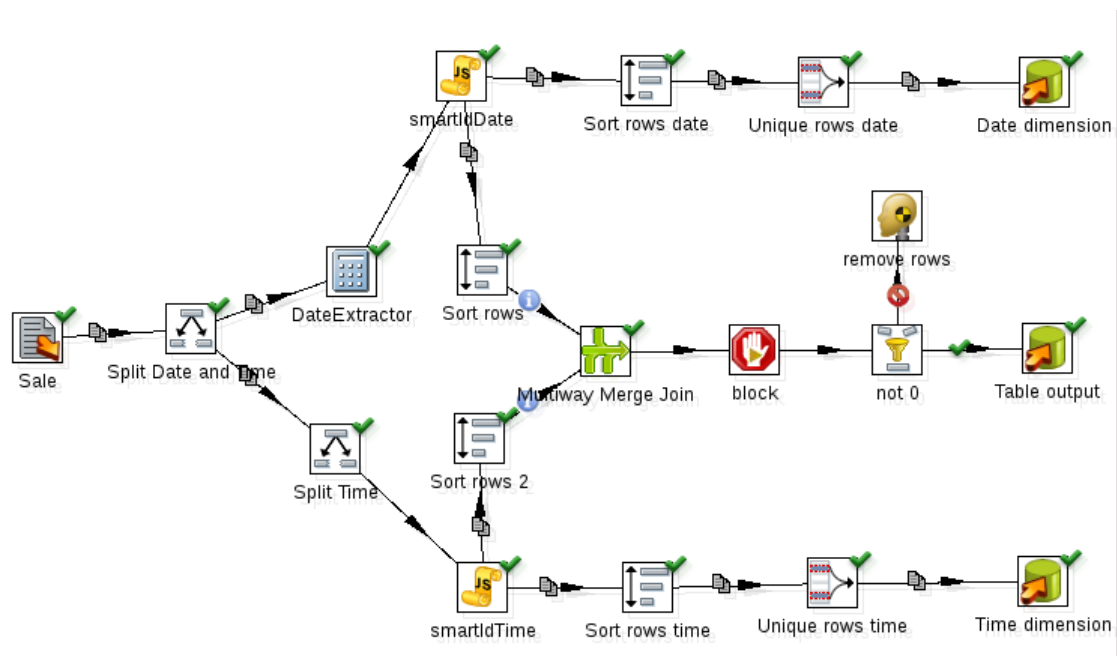 JS
smartIdDate
Sort rows date
Unique rows date
Date dimension
remove rows
DateExtractor
Sort rows
i
Sale
Split Date and Time
Multiway Merge Join
block
not 0
Table output
i
Sort rows 2
Split Time
JS
smartIdTime
Sort rows time
Unique rows time
Time dimension